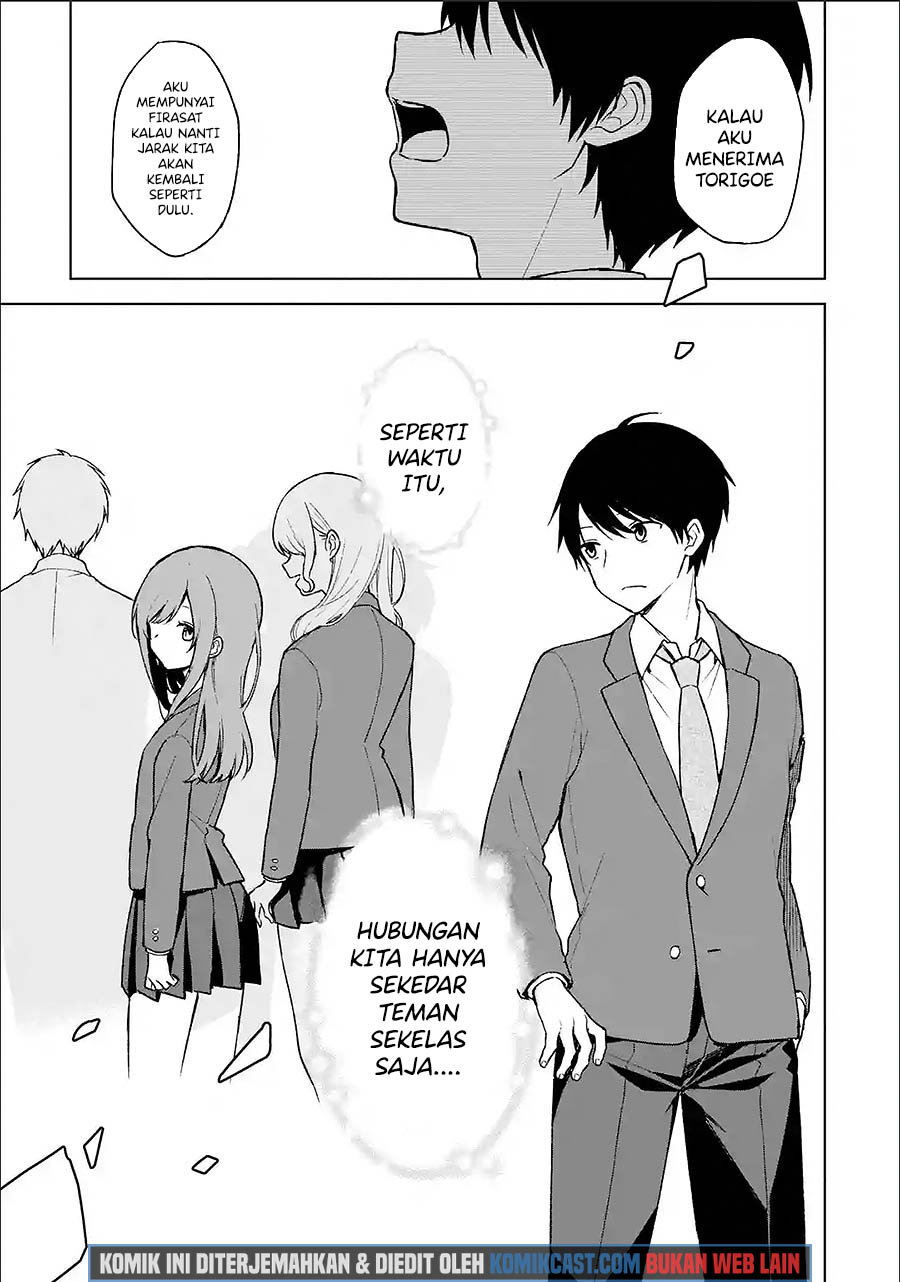 KALAU
AKU
MENERIMA
TORIGOE
AKU
MEMPUNYAI
FIRASAT
KALAU NANTI
JARAK KITA
AKAN
KEMBALI
SEPERTI
DULU.
SEPERTI
WAKTU
ITU,
HUBUNGAN
KITA HANYA
SEKEDAR
TEMAN
SEKELAS
SAJA....
KOMIK INI DITERJEMAHKAN & DIEDIT OLEH KOMIKCAST.COM BUKAN WEB LAIN